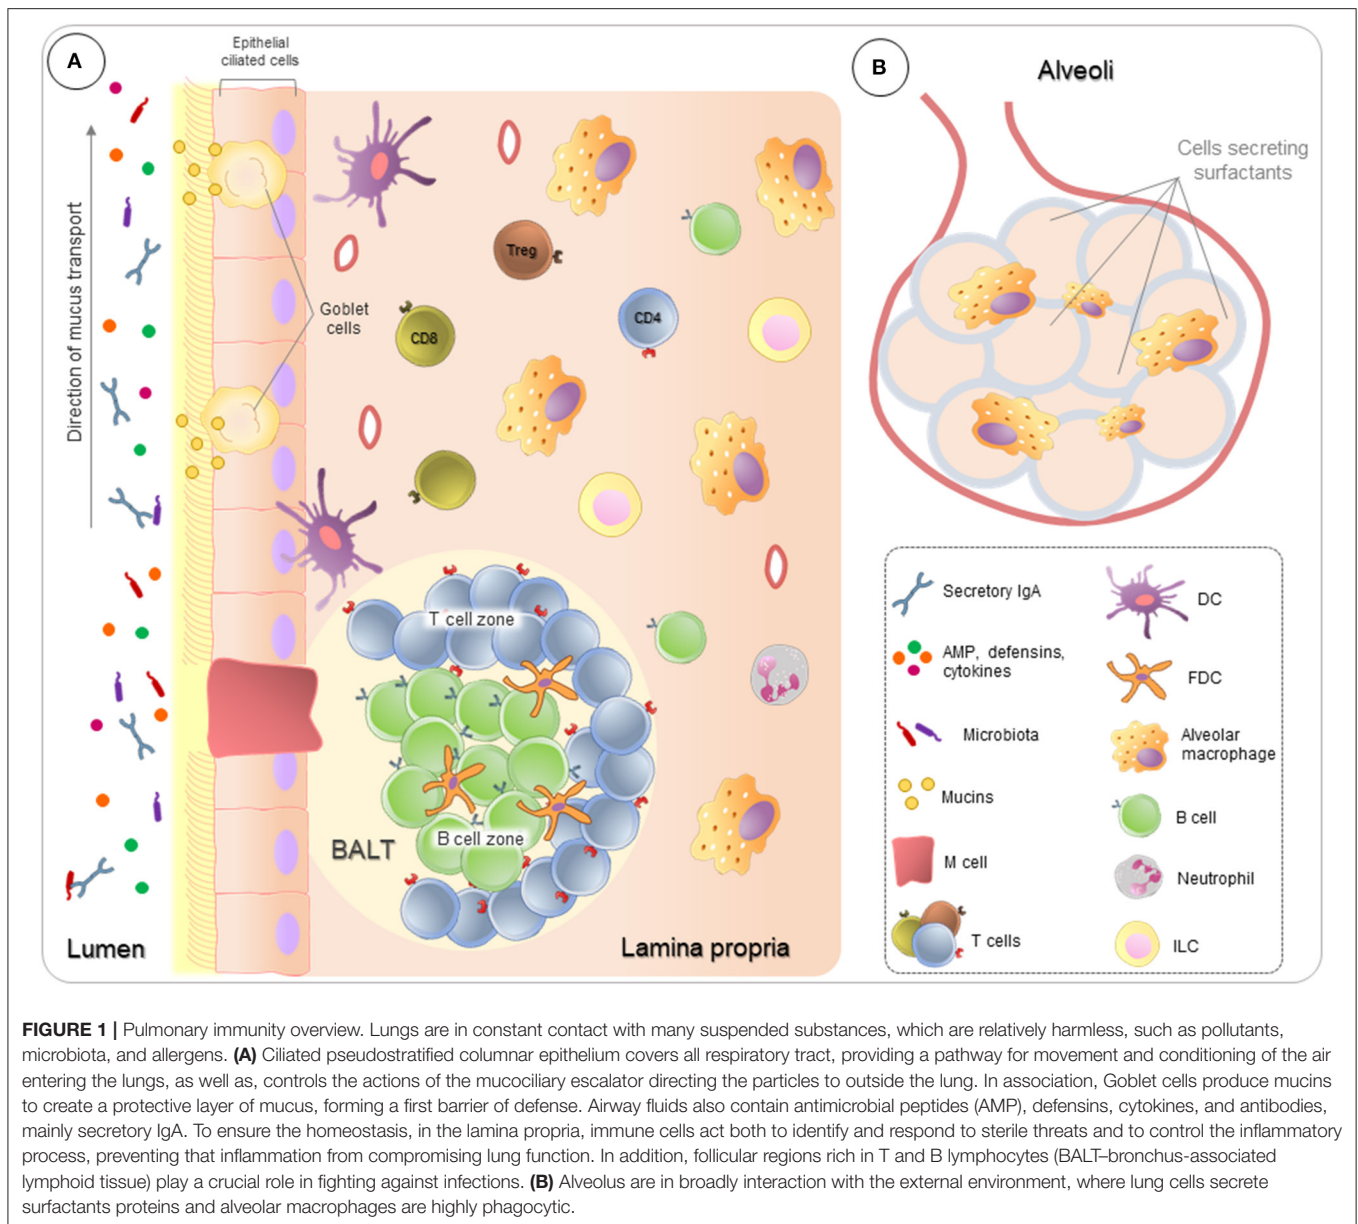 A
Epithelial
ciliated cells
Direction of mucus transport
Goblet
cells
Treg
CD8
CD4
T cell zone
B cell zone
BALT
Lumen
Lamina propria
B
Alveoli
Cells secreting
surfactants
Secretory IgA
AMP, defensins,
cytokines
Microbiota
Mucins
M cell
T cells
DC
FDC
Alveolar
macrophage
B cell
Neutrophil
ILC
FIGURE 1 | Pulmonary immunity overview. Lungs are in constant contact with many suspended substances, which are relatively harmless, such as pollutants,
microbiota, and allergens. (A) Ciliated pseudostratified columnar epithelium covers all respiratory tract, providing a pathway for movement and conditioning of the air
entering the lungs, as well as, controls the actions of the mucociliary escalator directing the particles to outside the lung. In association, Goblet cells produce mucins
to create a protective layer of mucus, forming a first barrier of defense. Airway fluids also contain antimicrobial peptides (AMP), defensins, cytokines, and antibodies,
mainly secretory IgA. To ensure the homeostasis, in the lamina propria, immune cells act both to identify and respond to sterile threats and to control the inflammatory
process, preventing that inflammation from compromising lung function. In addition, follicular regions rich in T and B lymphocytes (BALT–bronchus-associated
lymphoid tissue) play a crucial role in fighting against infections. (B) Alveolus are in broadly interaction with the external environment, where lung cells secrete
surfactants proteins and alveolar macrophages are highly phagocytic.